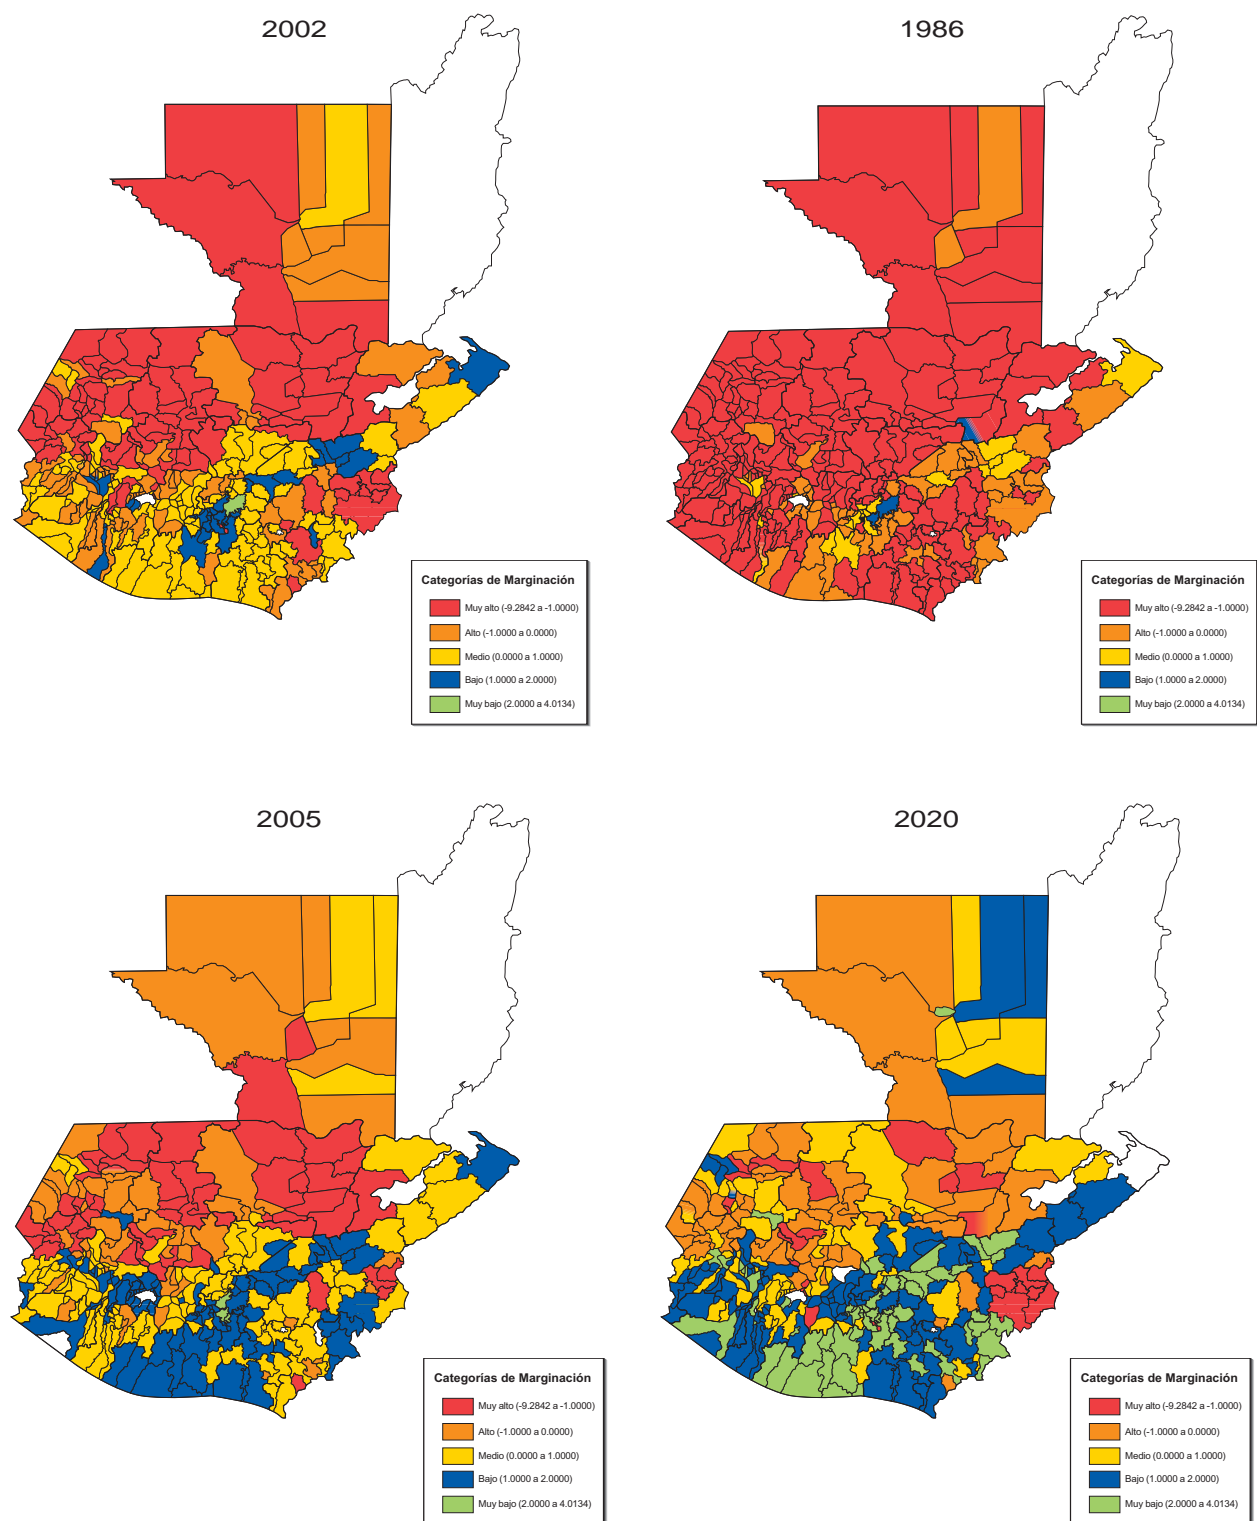 2002
Categorías de Marginación
Muy alto (-9.2842 a -1.0000)
Alto (-1.0000 a 0.0000)
Medio (0.0000 a 1.0000)
Bajo (1.0000 a 2.0000)
Muy bajo (2.0000 a 4.0134)
1986
Categorías de Marginación
Muy alto (-9.2842 a -1.0000)
Alto (-1.0000 a 0.0000)
Medio (0.0000 a 1.0000)
Bajo (1.0000 a 2.0000)
Muy bajo (2.0000 a 4.0134)
2005
Categorías de Marginación
Muy alto (-9.2842 a -1.0000)
Alto (-1.0000 a 0.0000)
Medio (0.0000 a 1.0000)
Bajo (1.0000 a 2.0000)
Muy bajo (2.0000 a 4.0134)
2020
Categorías de Marginación
Muy alto (-9.2842 a -1.0000)
Alto (-1.0000 a 0.0000)
Medio (0.0000 a 1.0000)
Bajo (1.0000 a 2.0000)
Muy bajo (2.0000 a 4.0134)